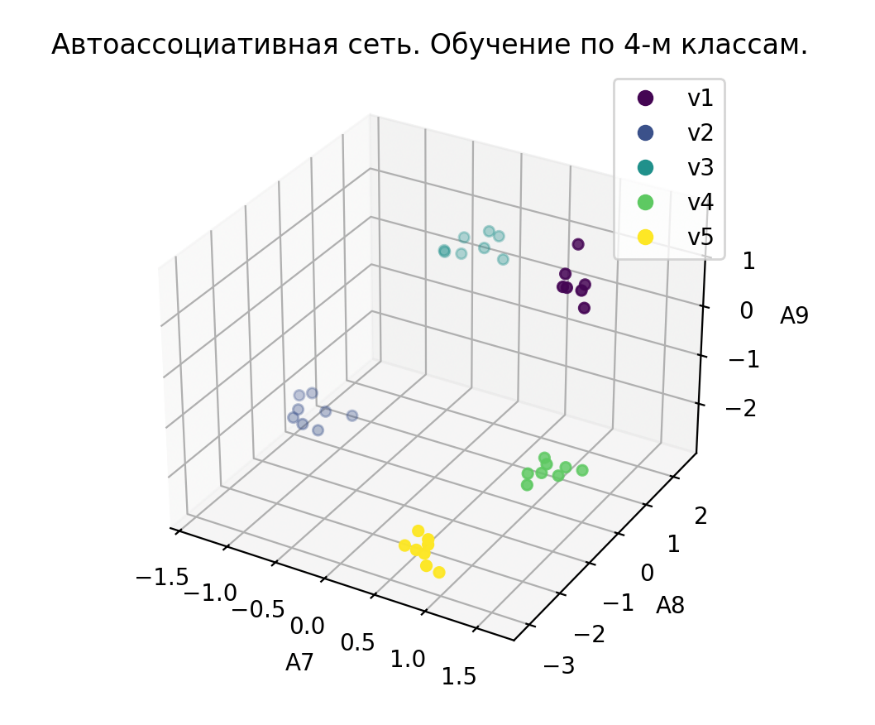 Автоассоциативная сеть. Обучение по 4-м классам.
v1
v2
v3
v4
v5
1
0
−1
−2
A9
2
1
0
−1
−2
−3
A8
−1.5
−1.0
−0.5
0.0
0.5
1.0
1.5
A7